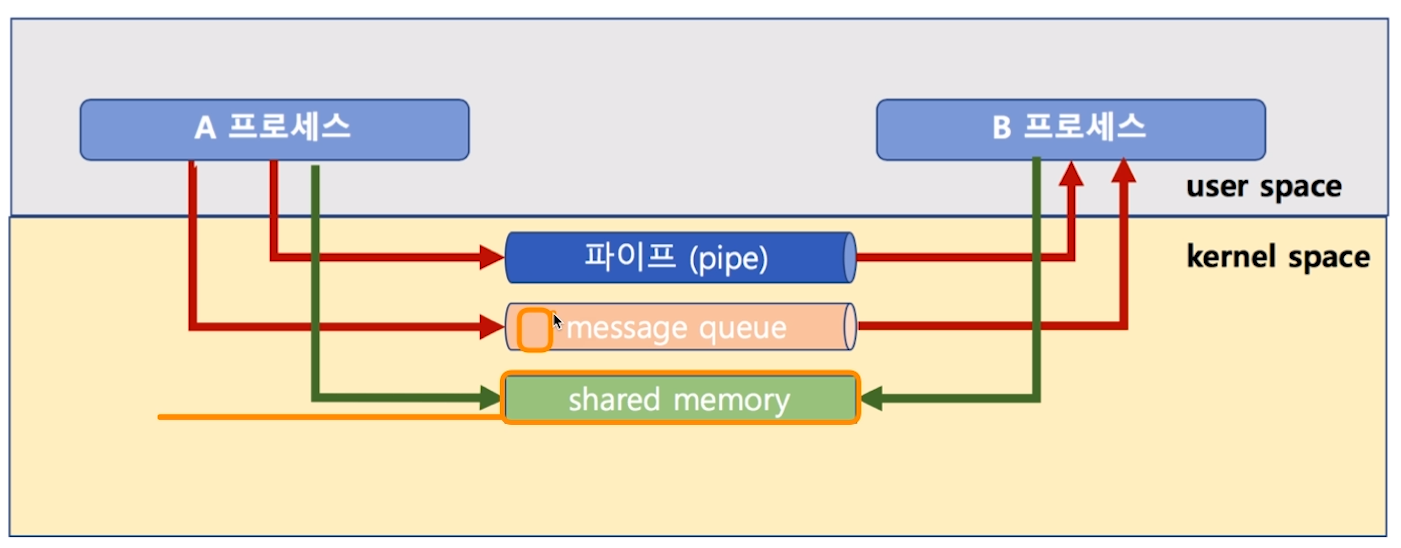 A 프로세스
B 프로세스
user space
파이프 (pipe)
kernel space
message queue
shared memory